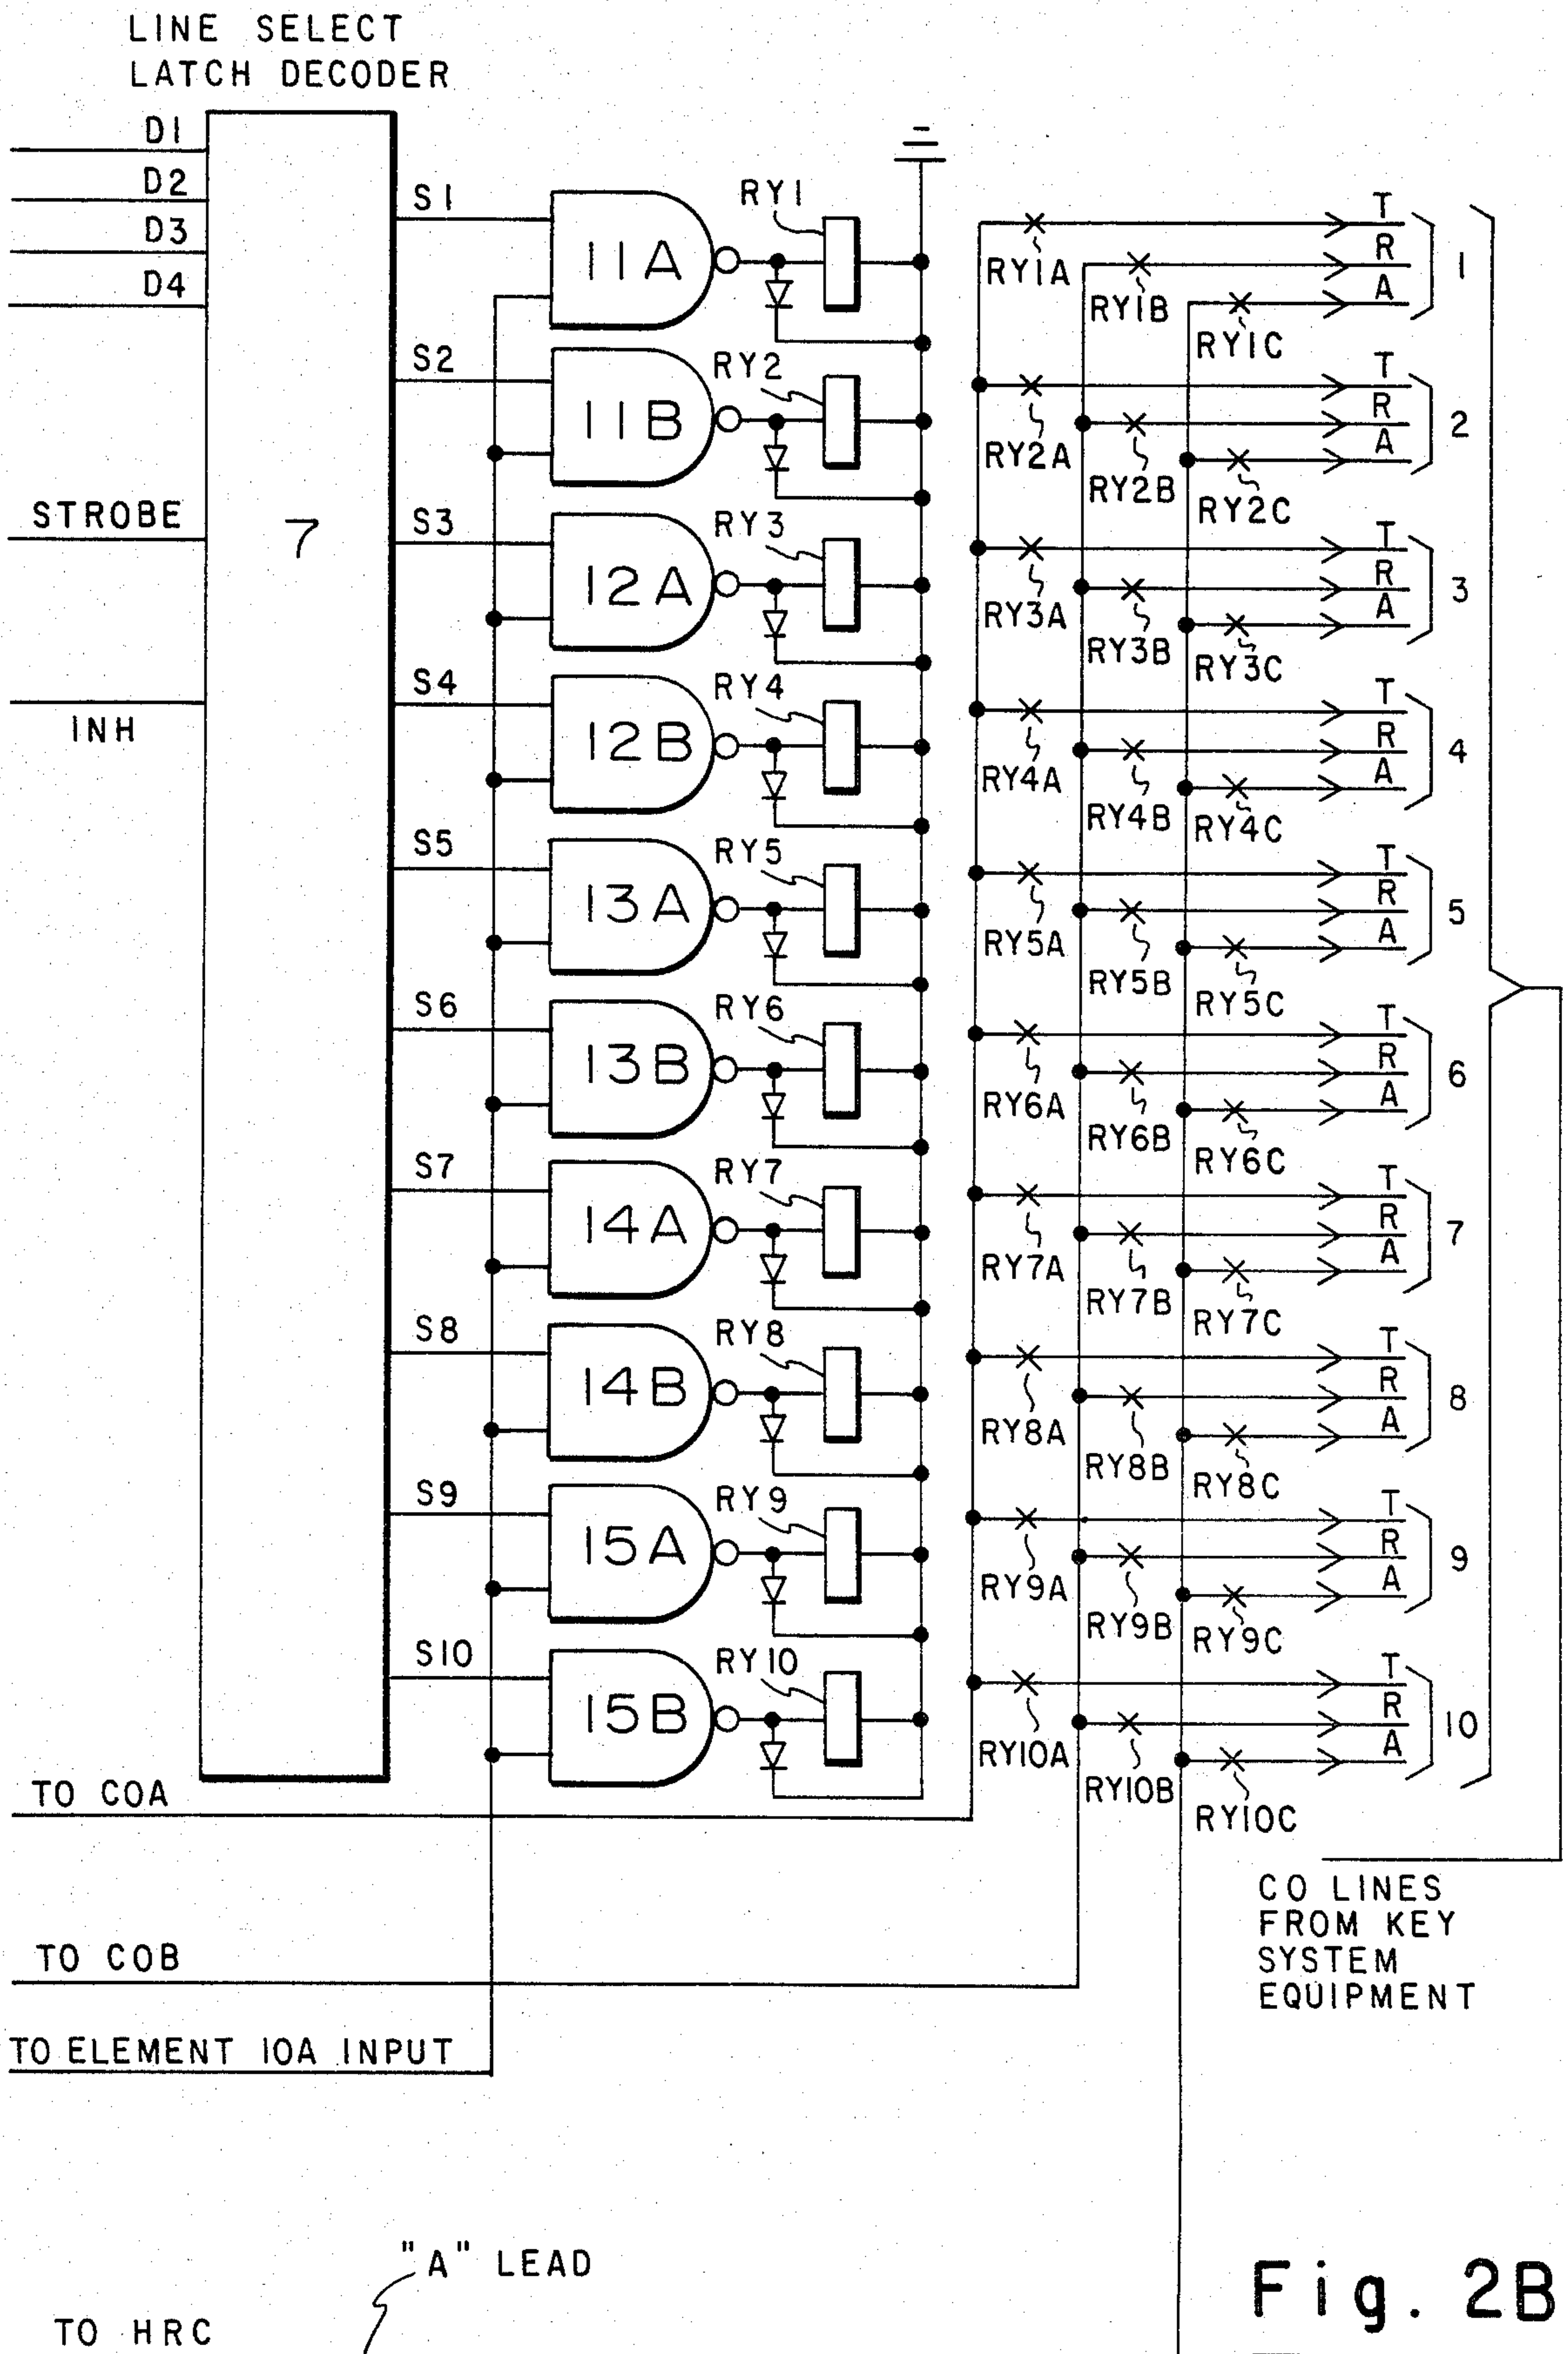 LINE SELECT
LATCH DECODER
D1
D2
D3
D4
STROBE
INH
7
S1
11A
RY1
S2
11B
RY2
S3
12A
RY3
S4
12B
RY4
S5
13A
RY5
S6
13B
RY6
S7
14A
RY7
S8
14B
RY8
S9
15A
RY9
S10
15B
RY10
RY1A
RY1B
RY1C
T
R
A
1
RY2A
RY2B
RY2C
T
R
A
2
RY3A
RY3B
RY3C
T
R
A
3
RY4A
RY4B
RY4C
T
R
A
4
RY5A
RY5B
RY5C
T
R
A
5
RY6A
RY6B
RY6C
T
R
A
6
RY7A
RY7B
RY7C
T
R
A
7
RY8A
RY8B
RY8C
T
R
A
8
RY9A
RY9B
RY9C
T
R
A
9
RY10A
RY10B
RY10C
T
R
A
10
TO COA
TO COB
TO ELEMENT 10A INPUT
CO LINES
FROM KEY
SYSTEM
EQUIPMENT
"A" LEAD
TO HRC
Fig. 2B